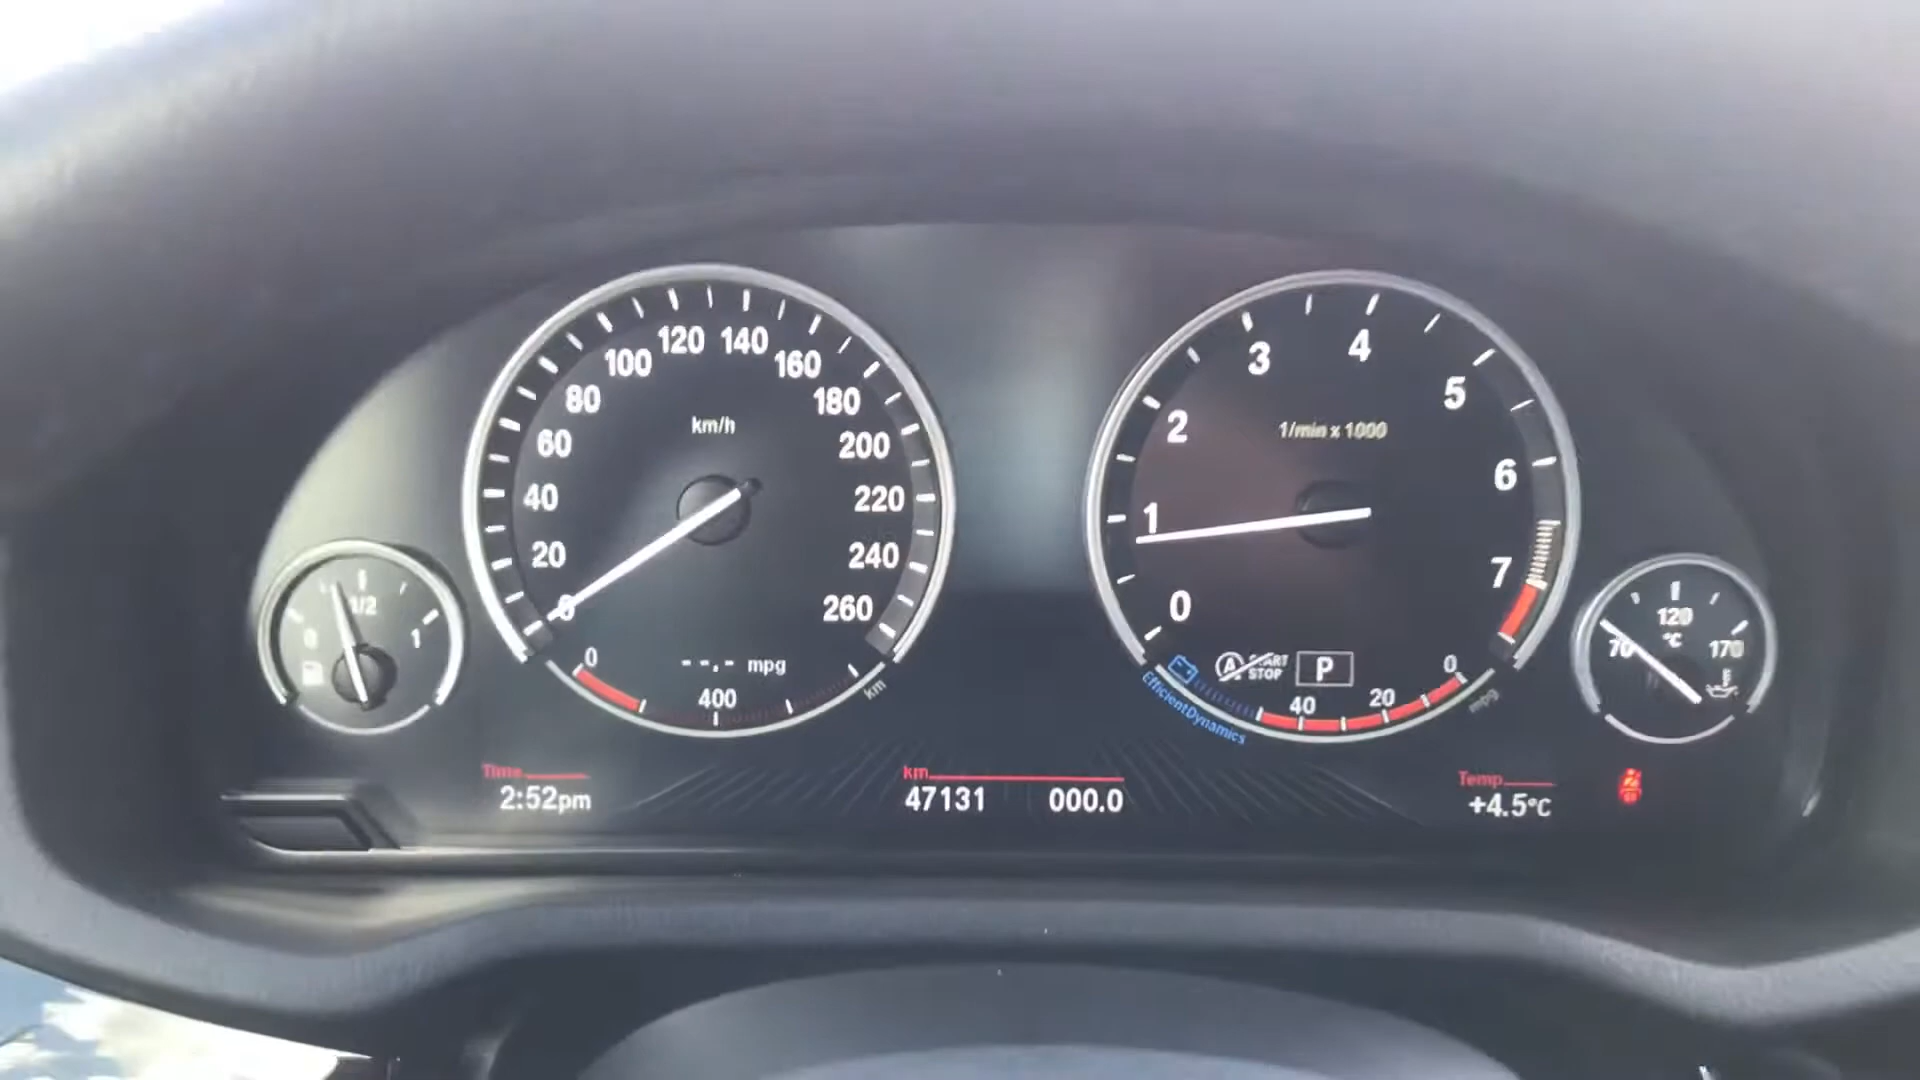 120 140
100 160
80 180
km/h
60 200
40 220
20 240
0 260
0
--.- mpg
400
km
1/2
0 1
3 4
2 5
1/min x 1000
1 6
0 7
A START
STOP
P
0
40 20
mpg
EfficientDynamics
120
°C
70 170
Time
2:52pm
km
47131 000.0
Temp
+4.5°C